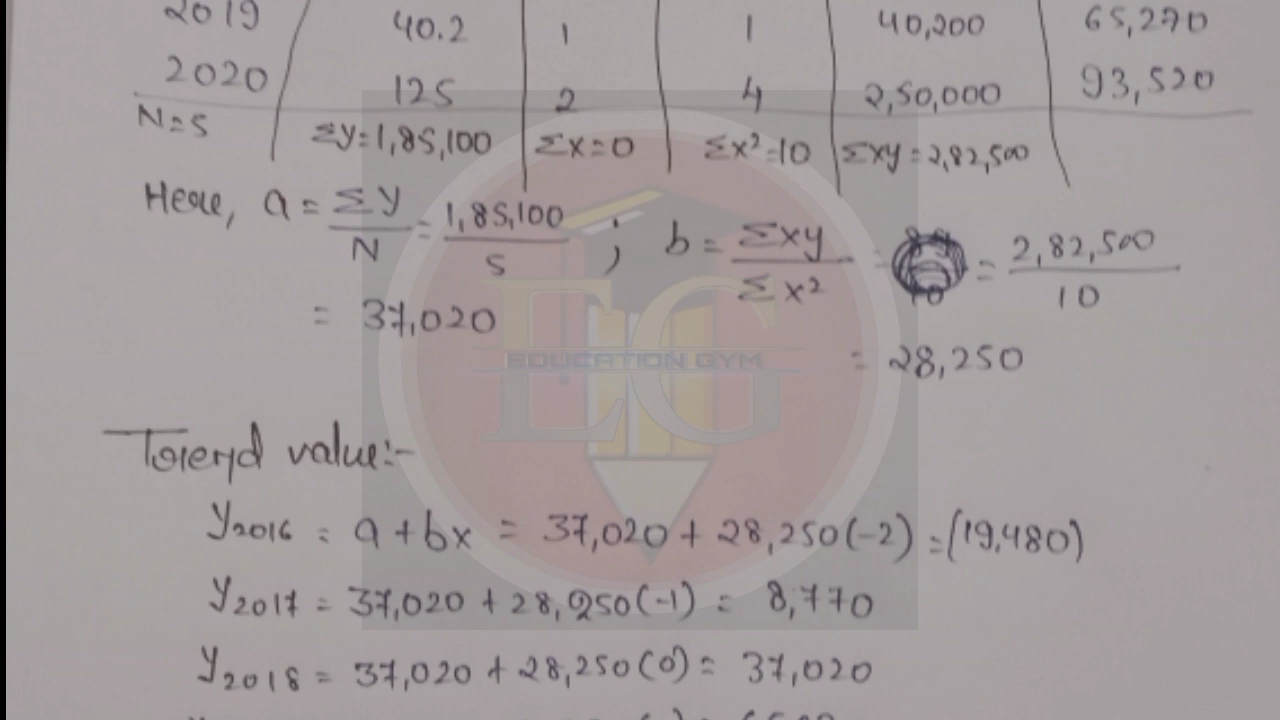 2019 40.2 1 1 40,200 65,270
2020 125 2 4 2,50,000 93,520
N=5 Σy=1,85,100 Σx=0 Σx²=10 Σxy=2,82,500
Here, a = Σy/N = 1,85,100/5 ; b = Σxy/Σx² = = 2,82,500/10
= 37,020 = 28,250
EG
EDUCATION GYM
Trend value:-
y2016 = a + bx = 37,020 + 28,250(-2) = (19,480)
y2017 = 37,020 + 28,250(-1) = 8,770
y2018 = 37,020 + 28,250(0) = 37,020